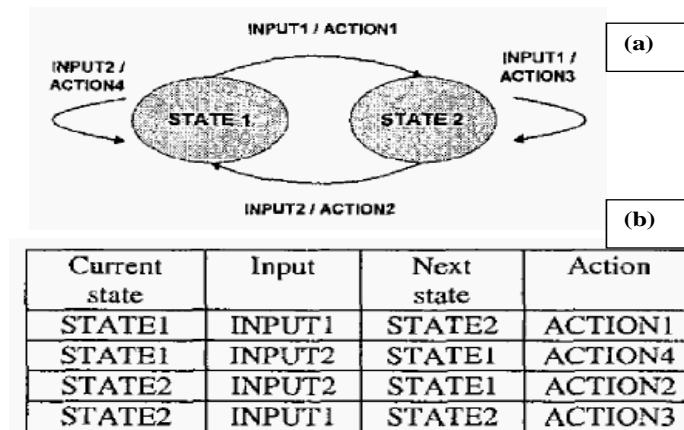 INPUT1 / ACTION1
(a)
INPUT2 /
ACTION4
INPUT1 /
ACTION3
STATE 1
STATE 2
INPUT2 / ACTION2
(b)
Current state Input Next state Action
STATE1 INPUT1 STATE2 ACTION1
STATE1 INPUT2 STATE1 ACTION4
STATE2 INPUT2 STATE1 ACTION2
STATE2 INPUT1 STATE2 ACTION3